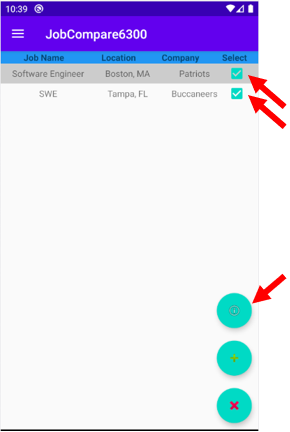 10:39
JobCompare6300
Job Name Location Company Select
Software Engineer Boston, MA Patriots
SWE Tampa, FL Buccaneers